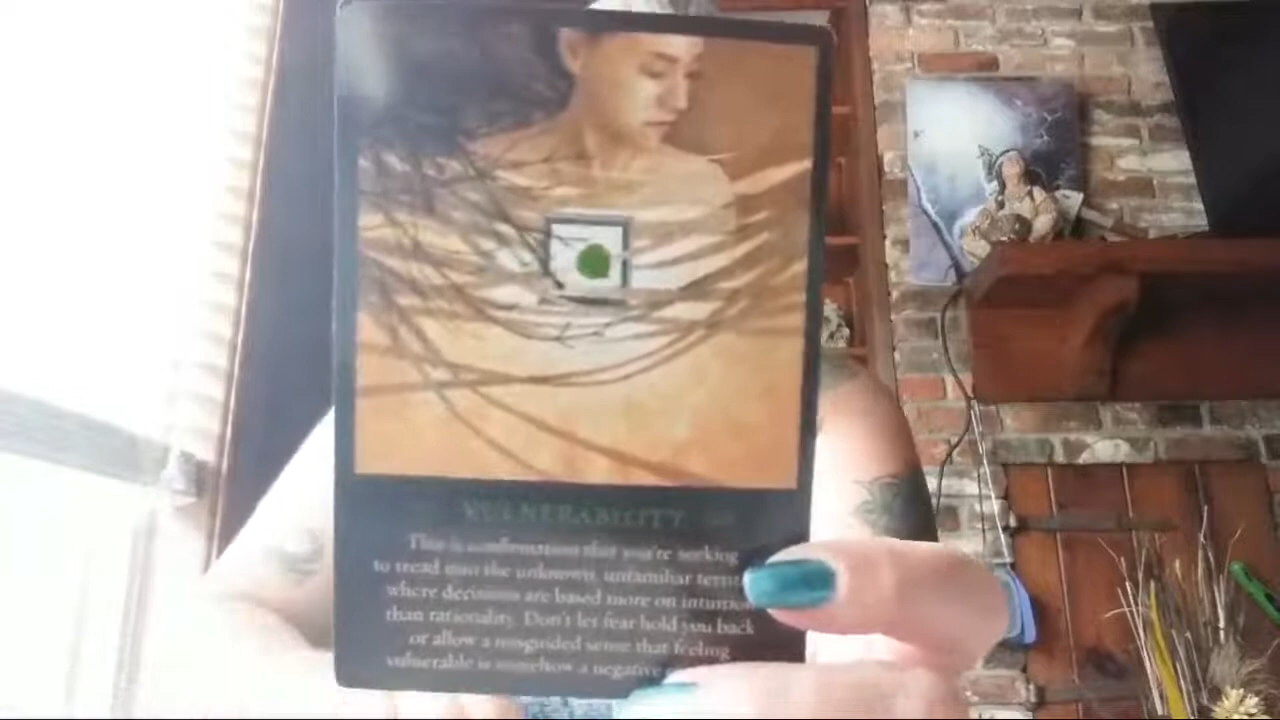 VULNERABILITY
This is confirmation that you're seeking
to tread into the unknown, unfamiliar
where decisions are based more on intuition
than rationality. Don't let fear hold you back
or allow a misguided sense that feeling
vulnerable is somehow a negative